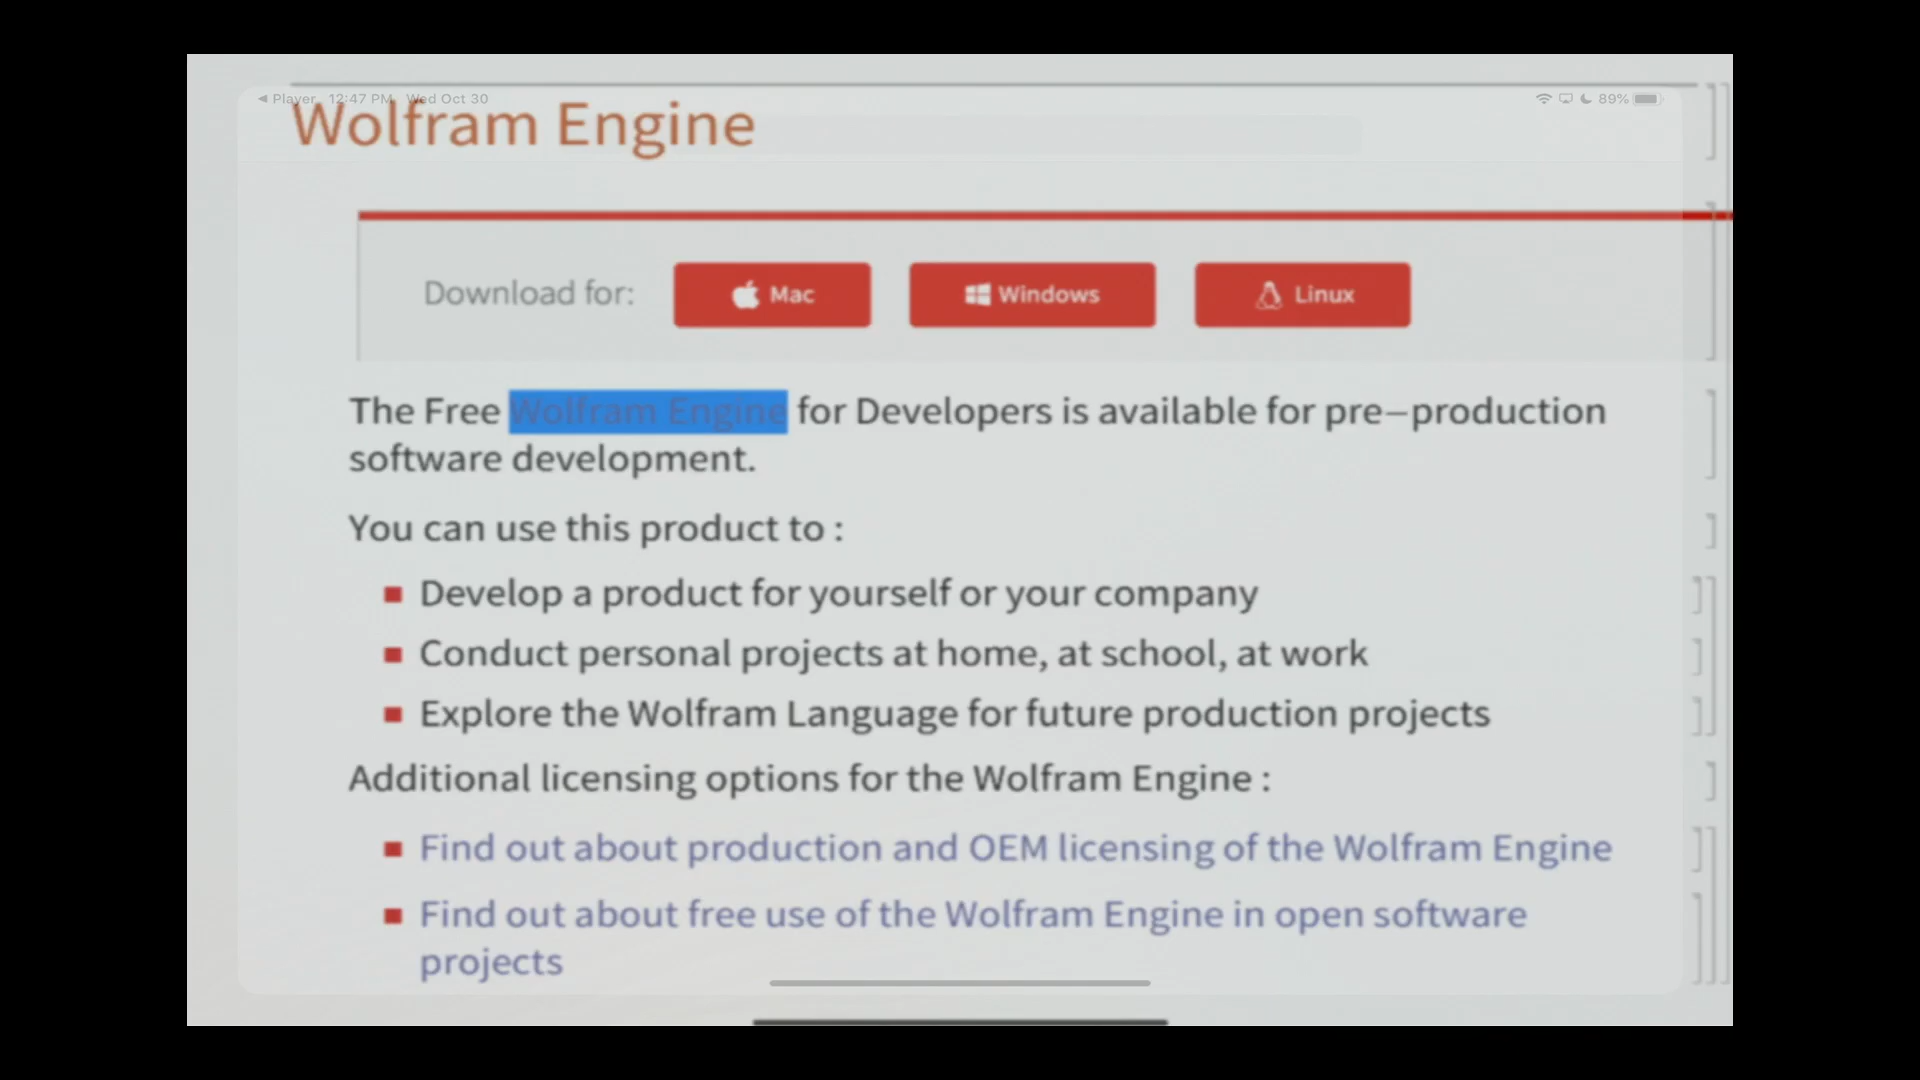 ◀ Player 12:47 PM Wed Oct 30
89%
Wolfram Engine
Download for: Mac Windows Linux
The Free Wolfram Engine for Developers is available for pre–production
software development.
You can use this product to :
Develop a product for yourself or your company
Conduct personal projects at home, at school, at work
Explore the Wolfram Language for future production projects
Additional licensing options for the Wolfram Engine :
Find out about production and OEM licensing of the Wolfram Engine
Find out about free use of the Wolfram Engine in open software
projects